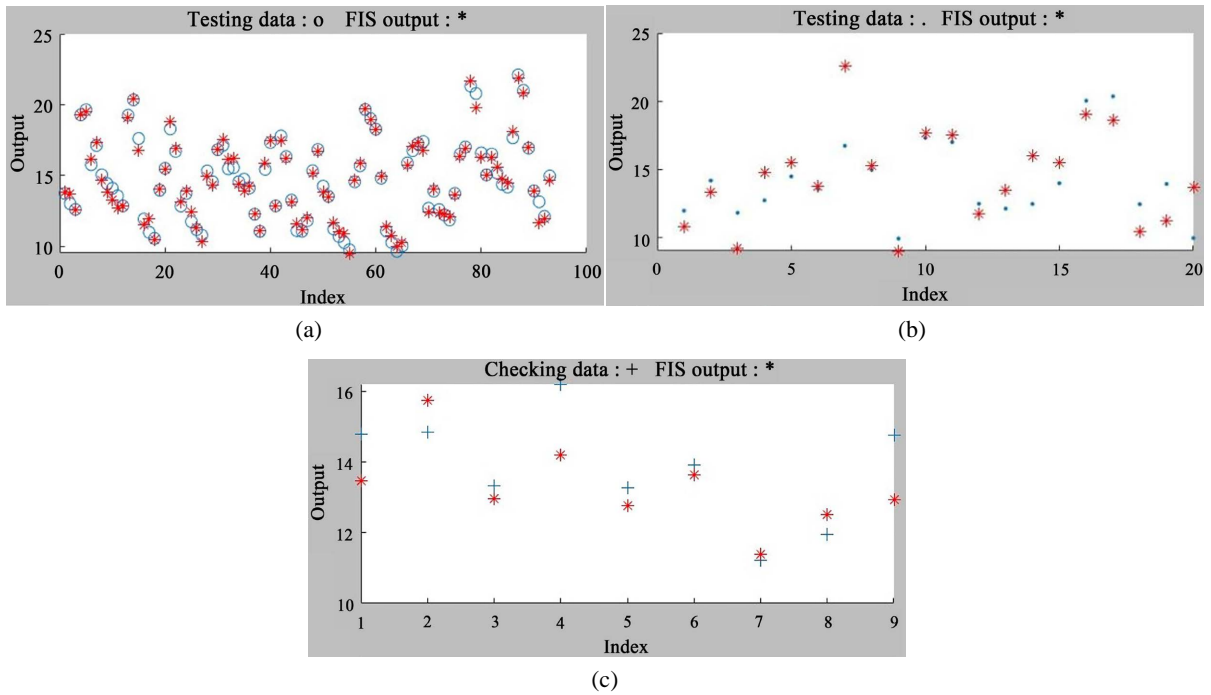 Testing data : o FIS output : *
25
20
15
10
Output
0 20 40 60 80 100
Index
(a)
Testing data : . FIS output : *
25
20
15
10
Output
0 5 10 15 20
Index
(b)
Checking data : + FIS output : *
16
14
12
10
Output
1 2 3 4 5 6 7 8 9
Index
(c)